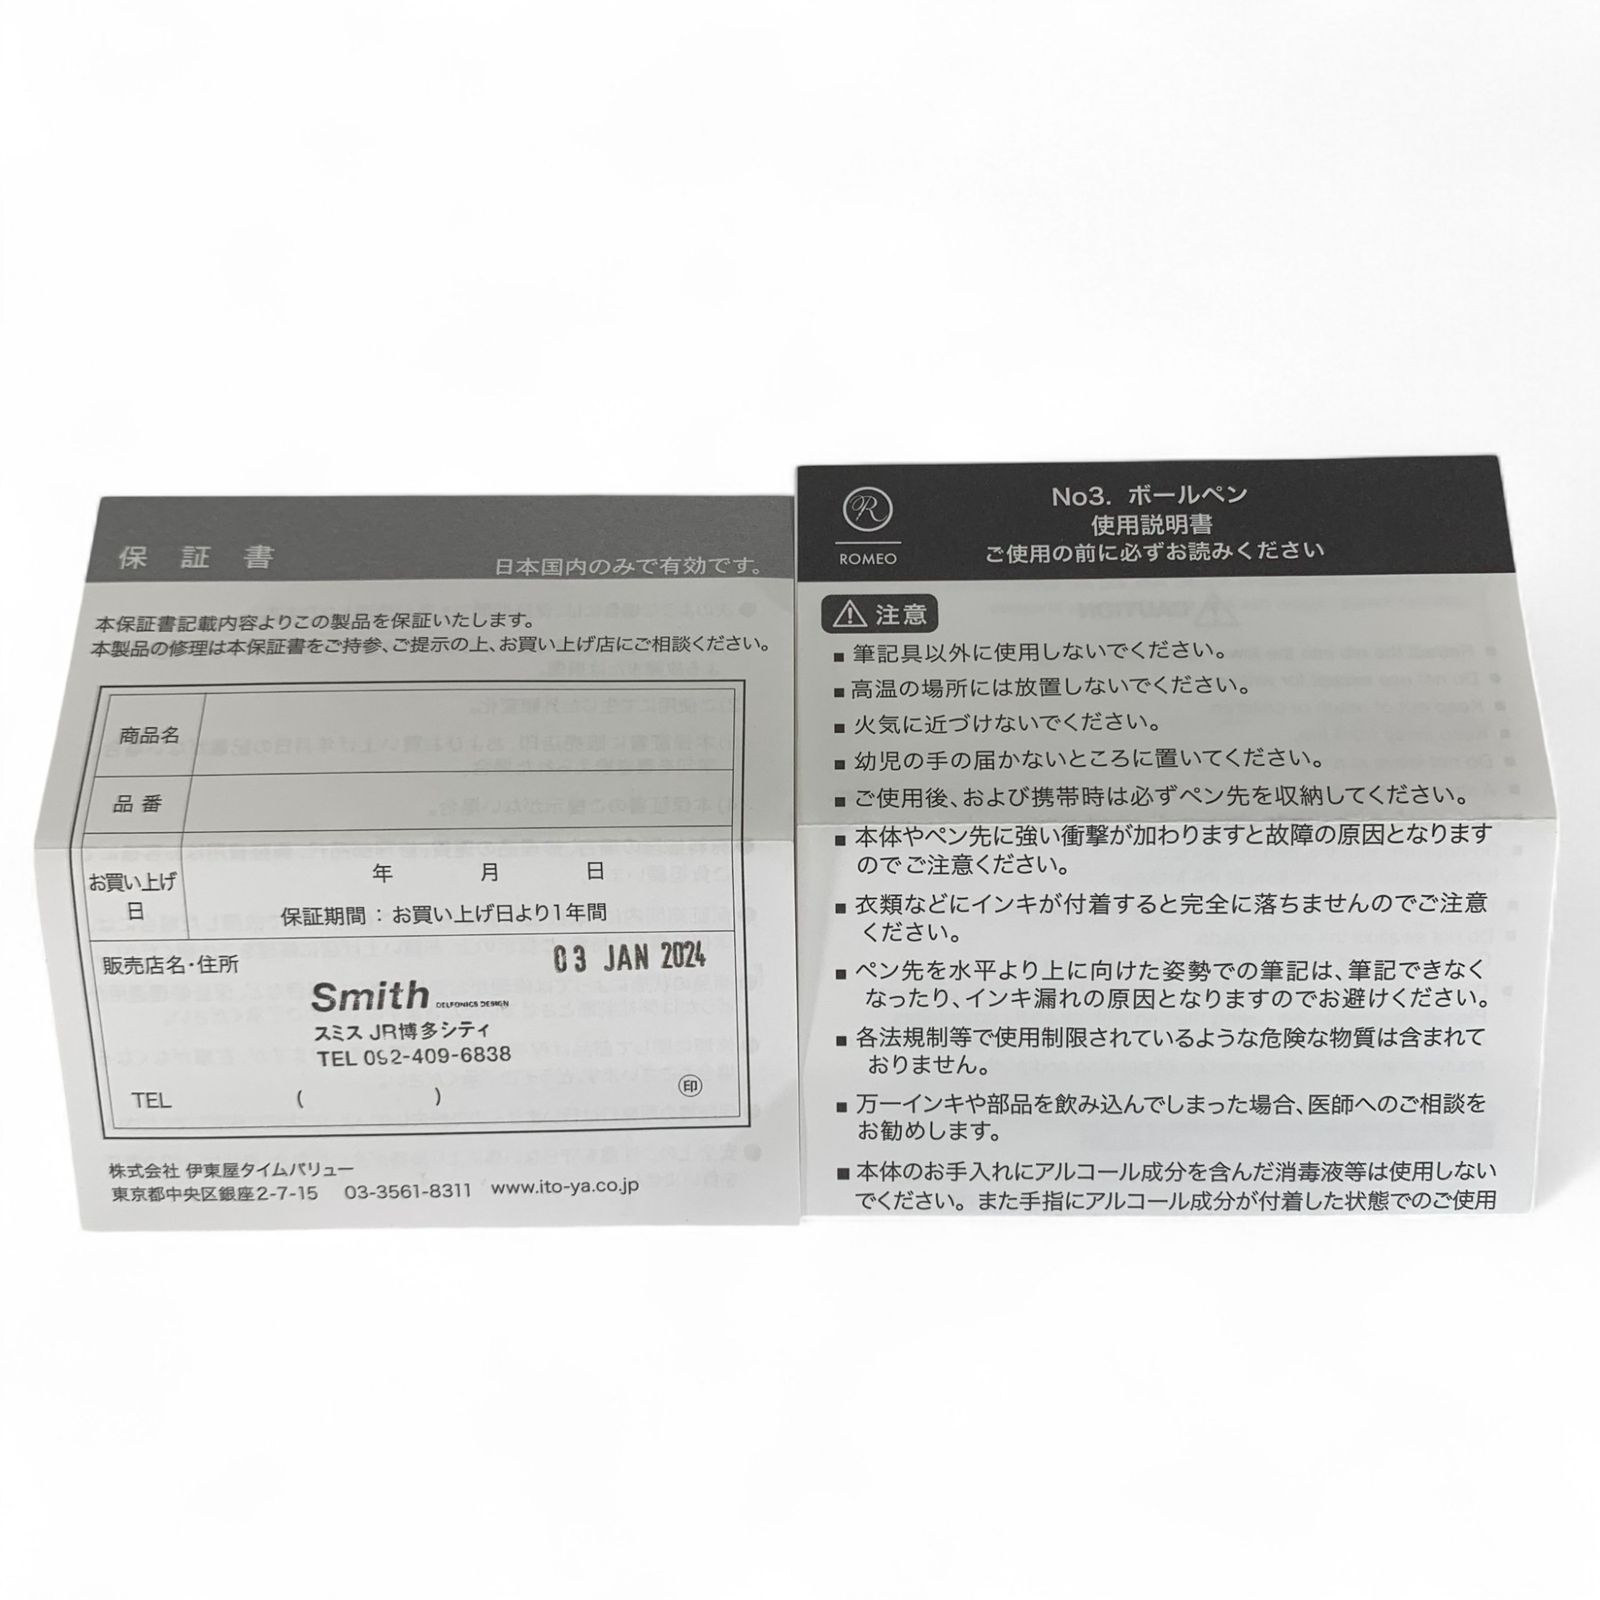 保証書
日本国内のみで有効です。
本保証書記載内容よりこの製品を保証いたします。
本製品の修理は本保証書をご持参、ご提示の上、お買い上げ店にご相談ください。
商品名
品番
お買い上げ
日
年 月 日
保証期間：お買い上げ日より1年間
販売店名・住所
03 JAN 2024
Smith DELFONICS DESIGN
スミス JR博多シティ
TEL 092-409-6838
TEL ( )
印
株式会社 伊東屋タイムバリュー
東京都中央区銀座2-7-15 03-3561-8311 www.ito-ya.co.jp
R
ROMEO
No3. ボールペン
使用説明書
ご使用の前に必ずお読みください
注意
■ 筆記具以外に使用しないでください。
■ 高温の場所には放置しないでください。
■ 火気に近づけないでください。
■ 幼児の手の届かないところに置いてください。
■ ご使用後、および携帯時は必ずペン先を収納してください。
■ 本体やペン先に強い衝撃が加わりますと故障の原因となります
のでご注意ください。
■ 衣類などにインキが付着すると完全に落ちませんのでご注意
ください。
■ ペン先を水平より上に向けた姿勢での筆記は、筆記できなく
なったり、インキ漏れの原因となりますのでお避けください。
■ 各法規制等で使用制限されているような危険な物質は含まれて
おりません。
■ 万一インキや部品を飲み込んでしまった場合、医師へのご相談を
お勧めします。
■ 本体のお手入れにアルコール成分を含んだ消毒液等は使用しない
でください。また手指にアルコール成分が付着した状態でのご使用